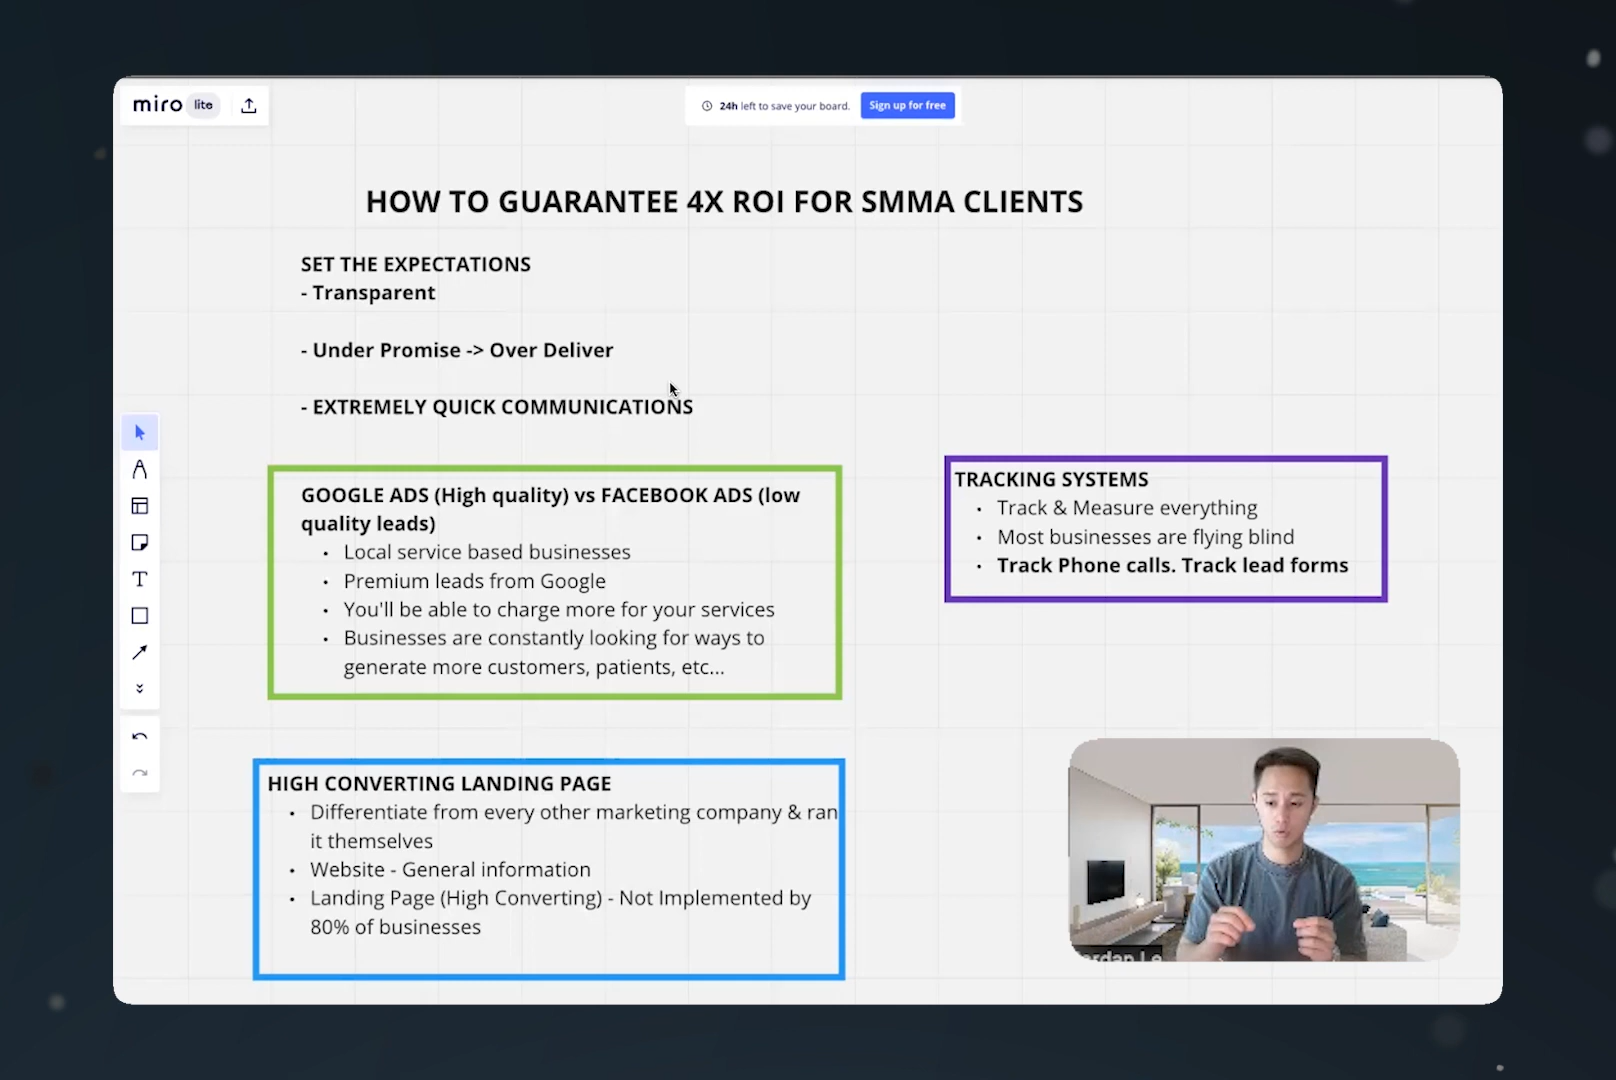 miro lite
24h left to save your board. Sign up for free
HOW TO GUARANTEE 4X ROI FOR SMMA CLIENTS
SET THE EXPECTATIONS
- Transparent
- Under Promise -> Over Deliver
- EXTREMELY QUICK COMMUNICATIONS
GOOGLE ADS (High quality) vs FACEBOOK ADS (low
quality leads)
• Local service based businesses
• Premium leads from Google
• You'll be able to charge more for your services
• Businesses are constantly looking for ways to
generate more customers, patients, etc...
TRACKING SYSTEMS
• Track & Measure everything
• Most businesses are flying blind
• Track Phone calls. Track lead forms
HIGH CONVERTING LANDING PAGE
• Differentiate from every other marketing company & ran
it themselves
• Website - General information
• Landing Page (High Converting) - Not Implemented by
80% of businesses